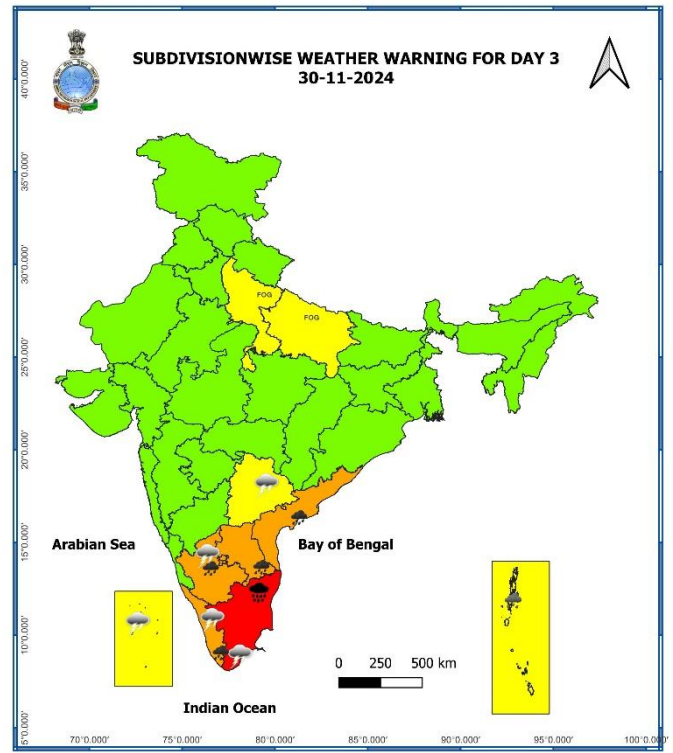 SUBDIVISIONWISE WEATHER WARNING FOR DAY 3
30-11-2024
40°0.000'
35°0.000'
30°0.000'
25°0.000'
20°0.000'
15°0.000'
10°0.000'
5°0.000'
FOG
FOG
Arabian Sea
Bay of Bengal
0 250 500 km
Indian Ocean
70°0.000' 75°0.000' 80°0.000' 85°0.000' 90°0.000' 95°0.000' 100°0.000'